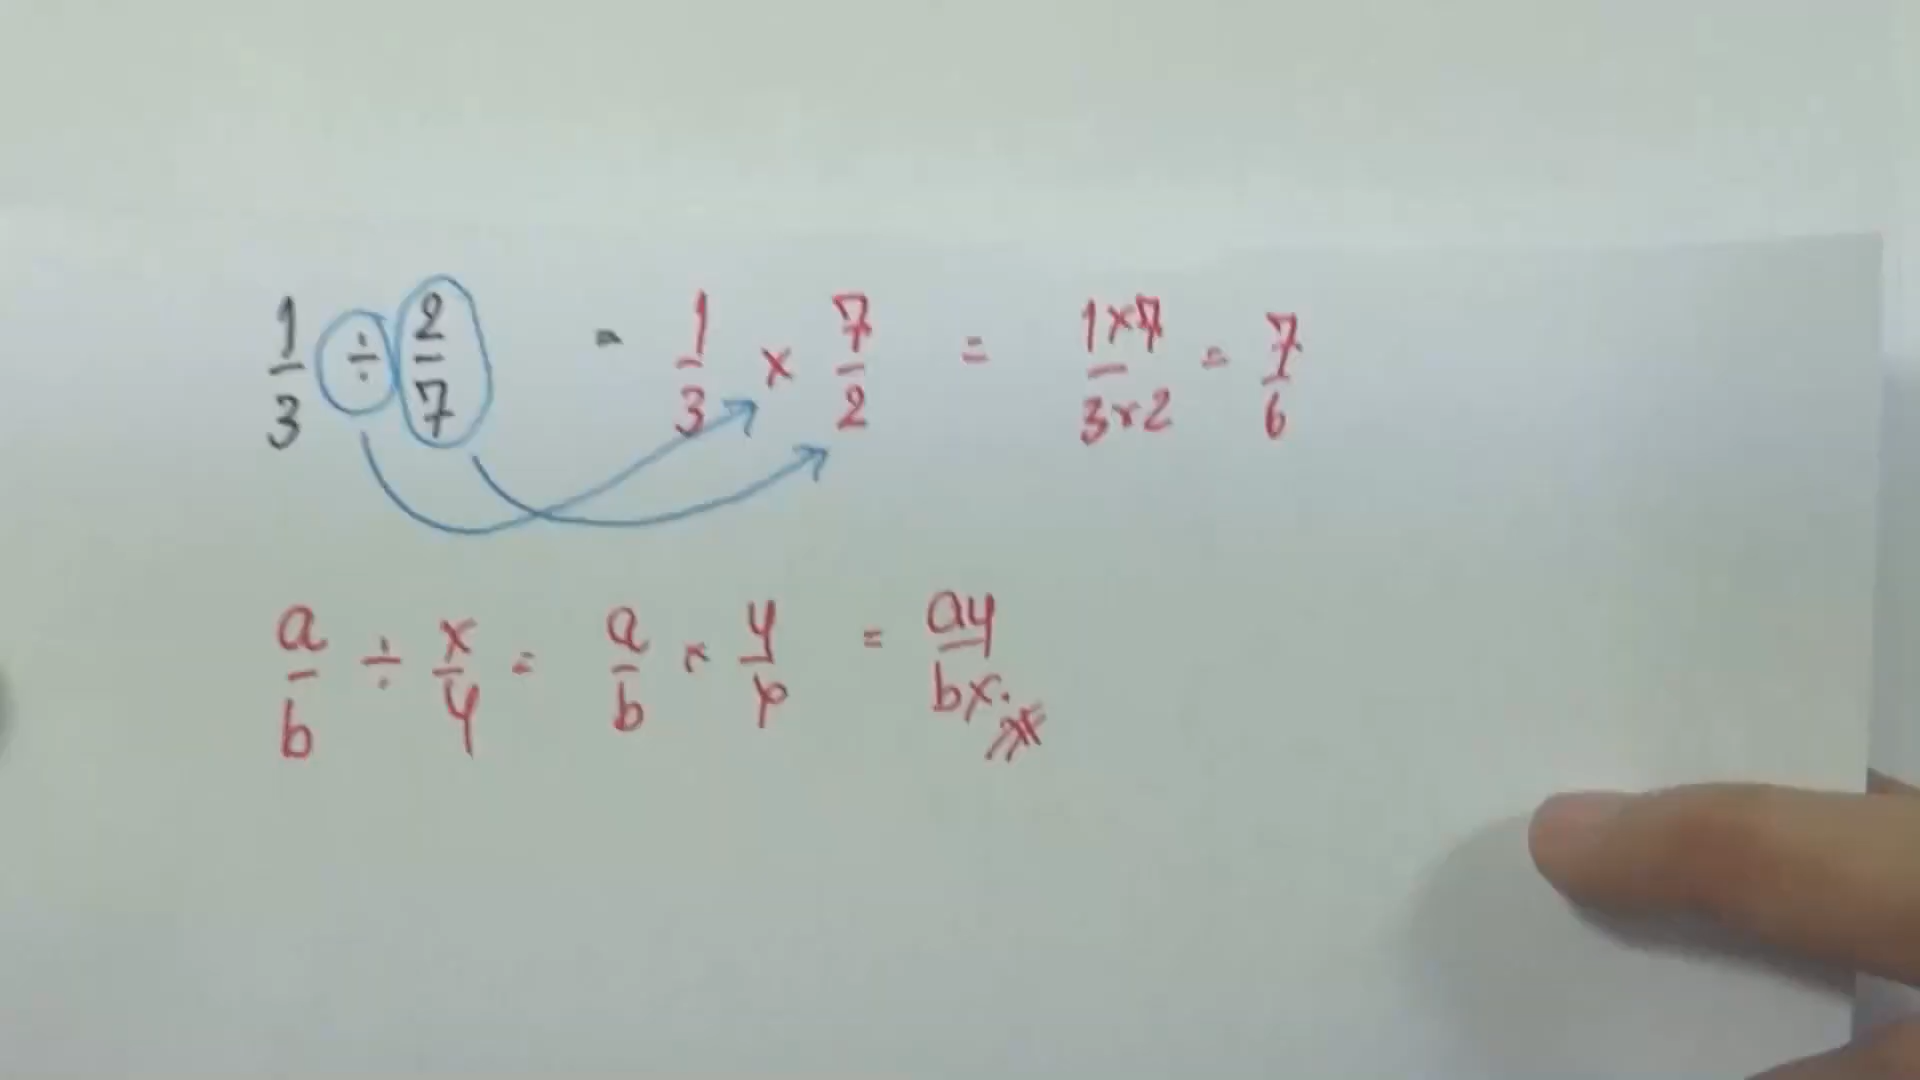 1/3 ÷ 2/7 = 1/3 × 7/2 = 1×7/3×2 = 7/6
a/b ÷ x/y = a/b × y/x = ay/bx.